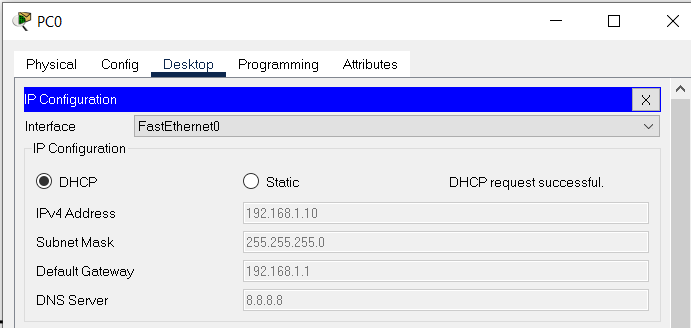 PC0
Physical Config Desktop Programming Attributes
IP Configuration X
Interface FastEthernet0
IP Configuration
DHCP Static DHCP request successful.
IPv4 Address 192.168.1.10
Subnet Mask 255.255.255.0
Default Gateway 192.168.1.1
DNS Server 8.8.8.8